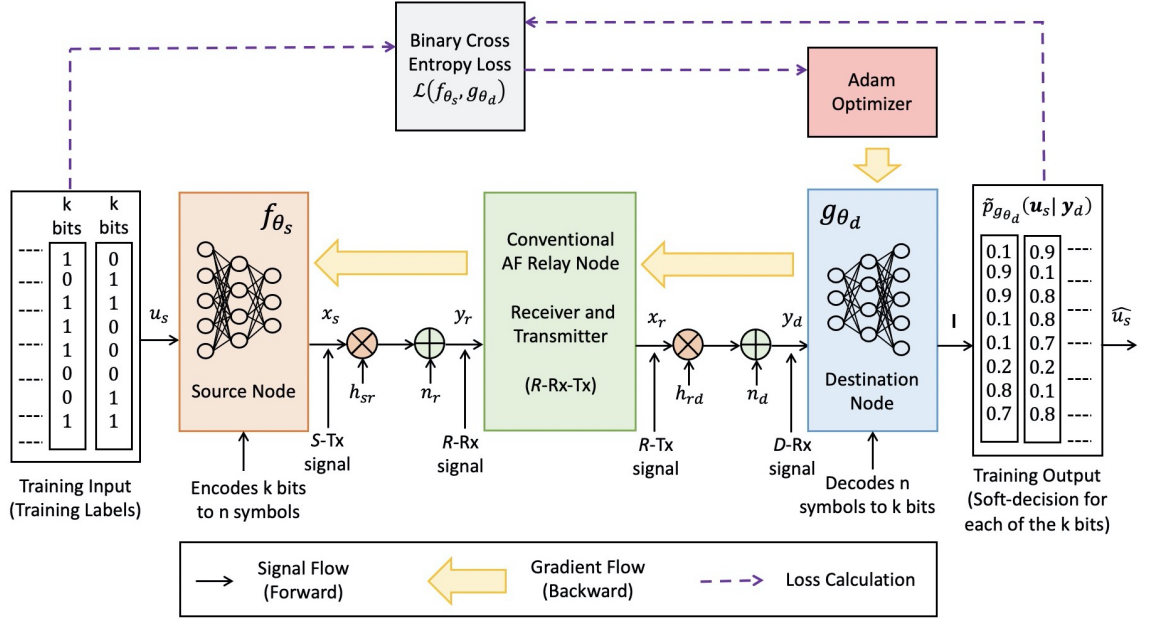 Binary Cross
Entropy Loss
ℒ(f_θs, g_θd)
Adam
Optimizer
k
bits
k
bits
1
0
1
1
1
0
0
1
0
1
1
0
0
0
1
1
Training Input
(Training Labels)
u_s
f_θs
Source Node
Encodes k bits
to n symbols
x_s
h_sr
S-Tx
signal
n_r
y_r
R-Rx
signal
Conventional
AF Relay Node
Receiver and
Transmitter
(R-Rx-Tx)
x_r
R-Tx
signal
h_rd
n_d
y_d
D-Rx
signal
g_θd
Destination
Node
Decodes n
symbols to k bits
l
p̃_gθd(u_s| y_d)
0.1
0.9
0.9
0.1
0.1
0.2
0.8
0.7
0.9
0.1
0.8
0.8
0.7
0.2
0.1
0.8
û_s
Training Output
(Soft-decision for
each of the k bits)
Signal Flow
(Forward)
Gradient Flow
(Backward)
Loss Calculation